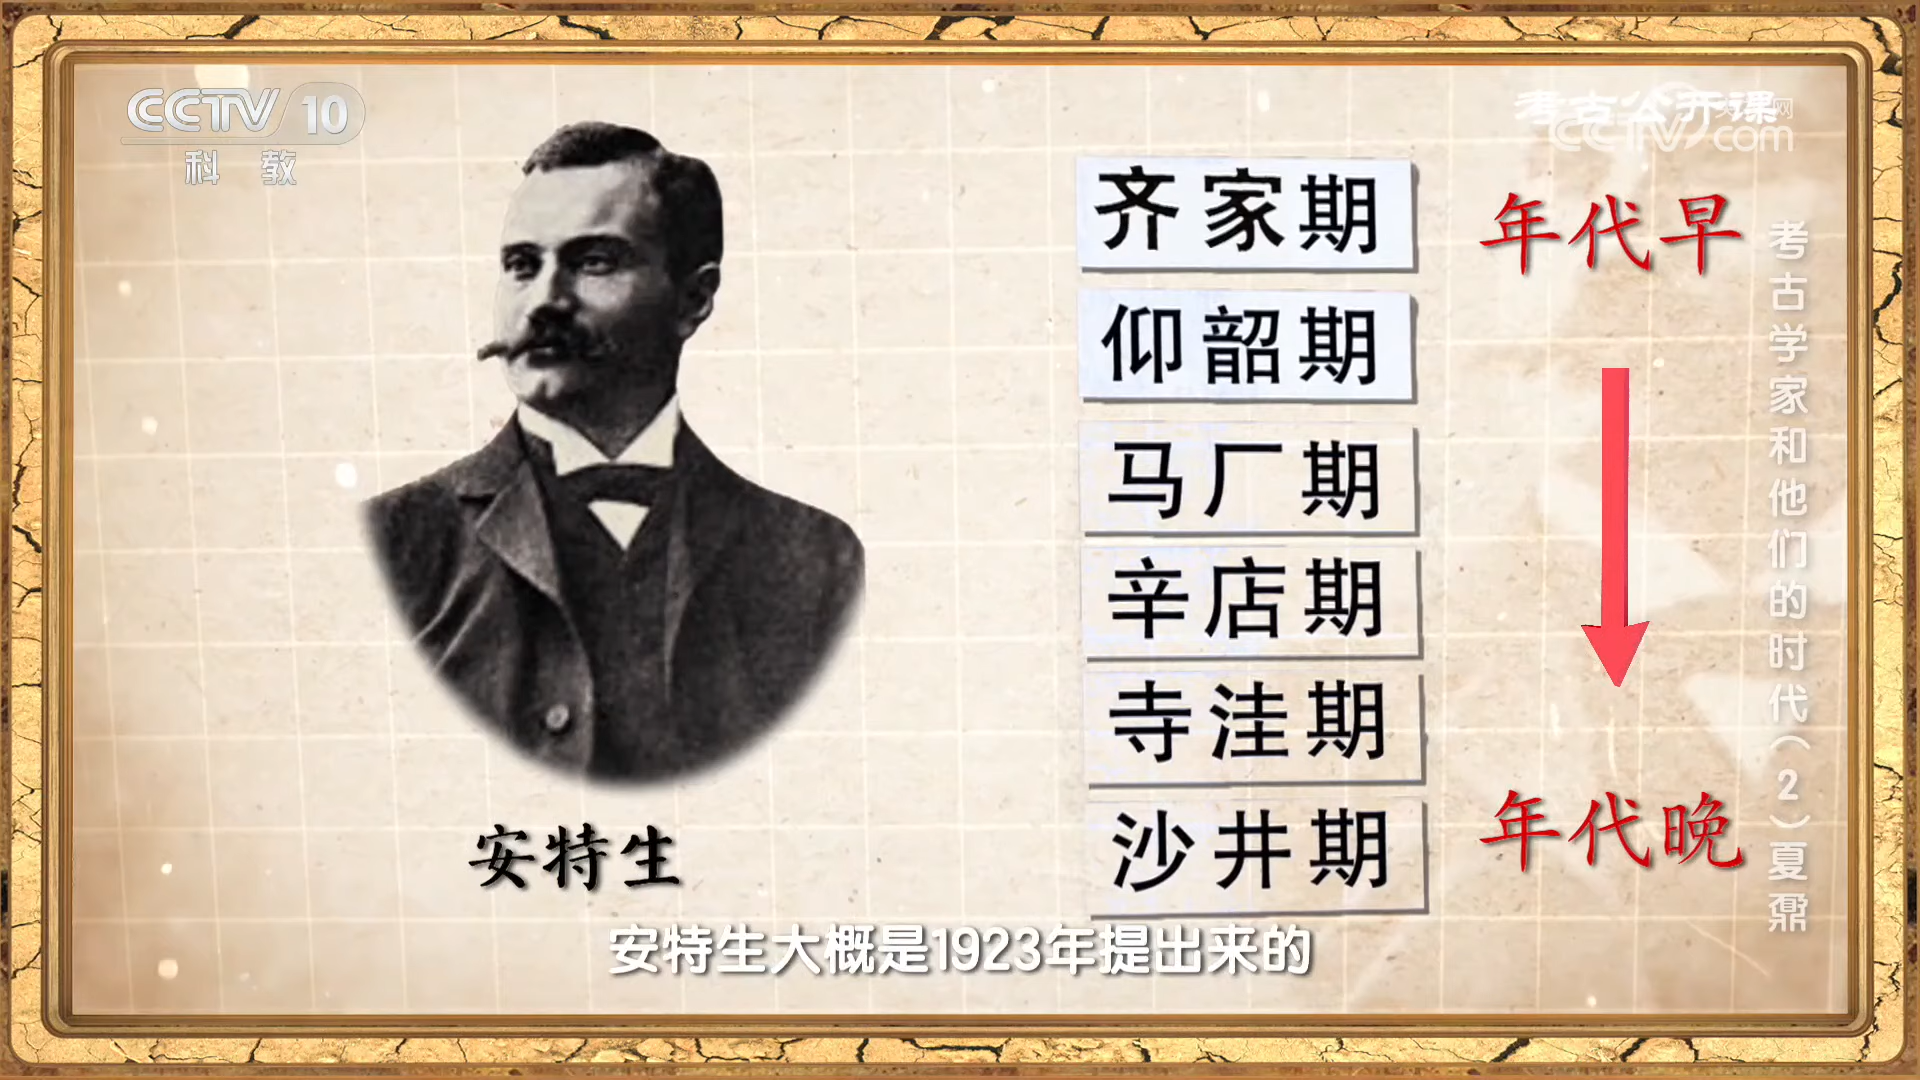 CCTV 10
科教
考古公开课
CCTV.com
齐家期
仰韶期
马厂期
辛店期
寺洼期
沙井期
年代早
年代晚
考古学家和他们的时代（2）夏鼐
安特生
安特生大概是1923年提出来的